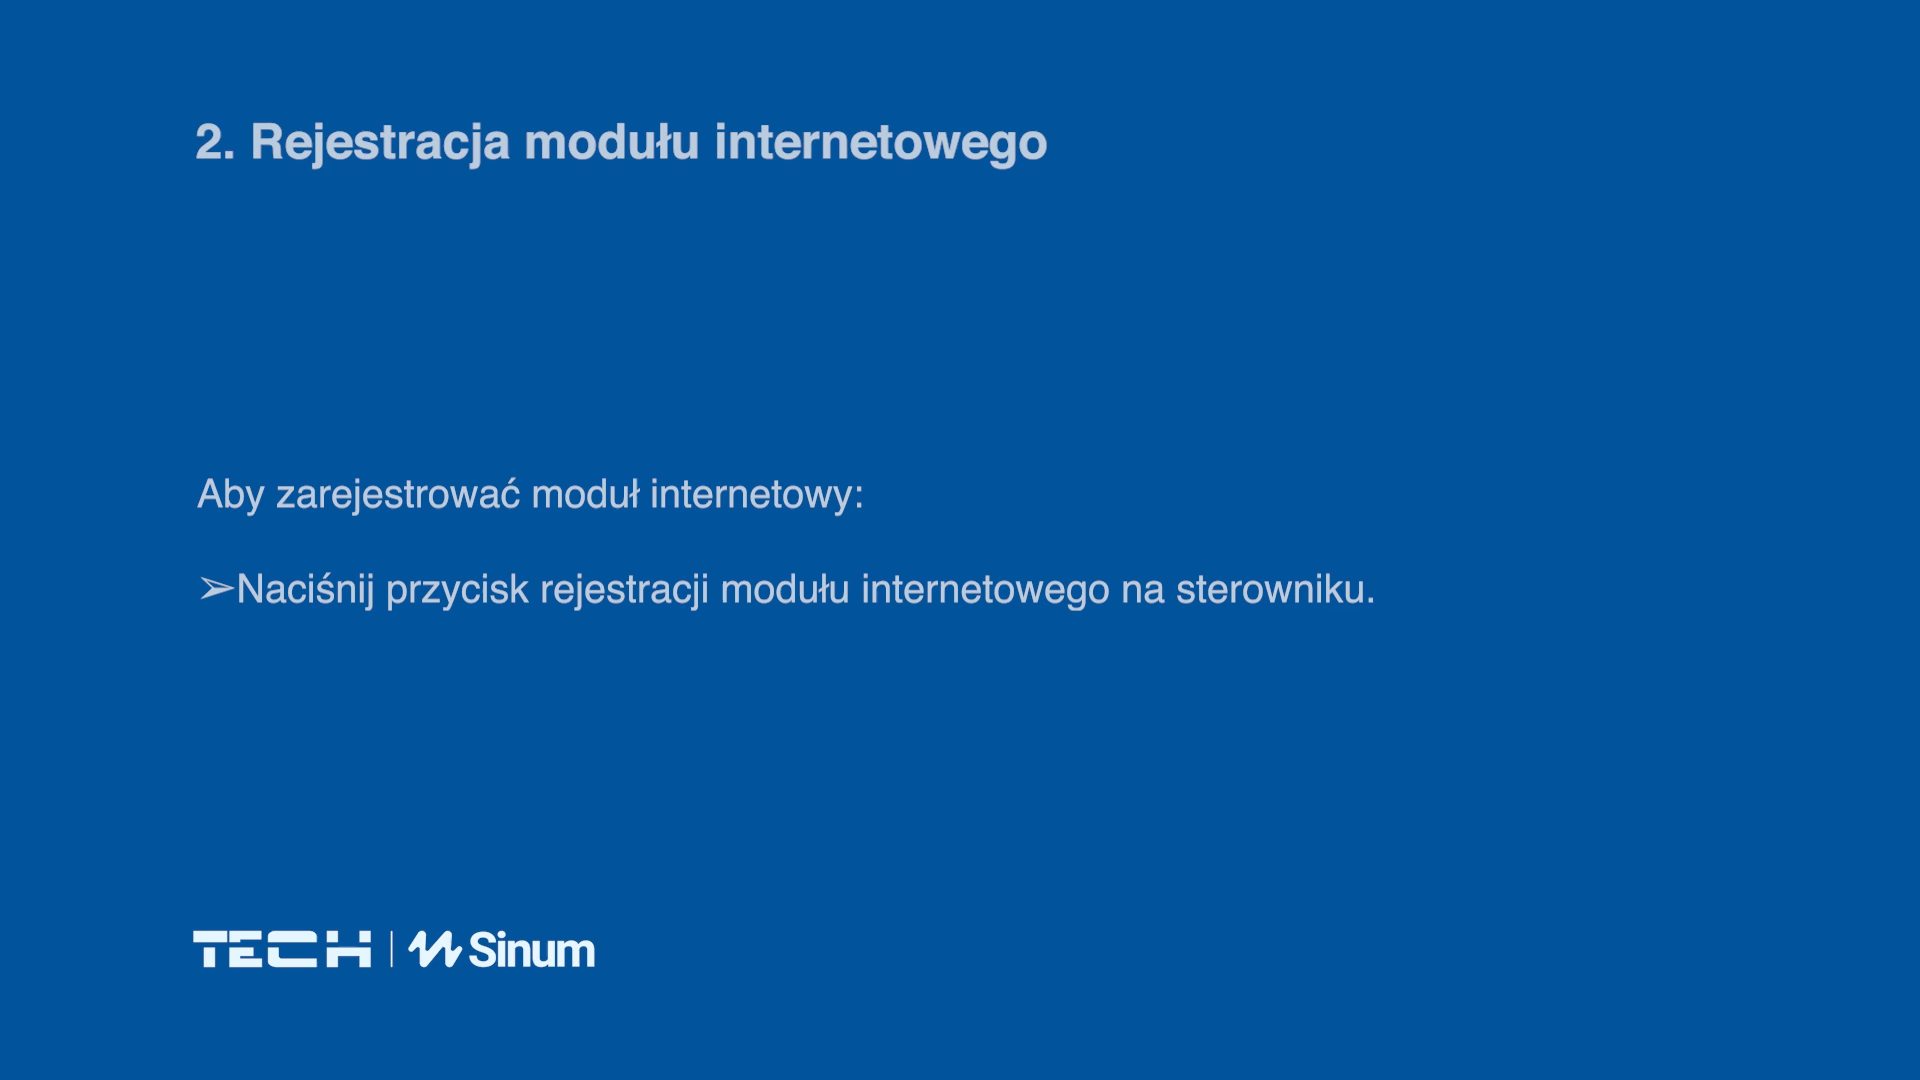 2. Rejestracja modułu internetowego
Aby zarejestrować moduł internetowy:
➢Naciśnij przycisk rejestracji modułu internetowego na sterowniku.
TECH | Sinum